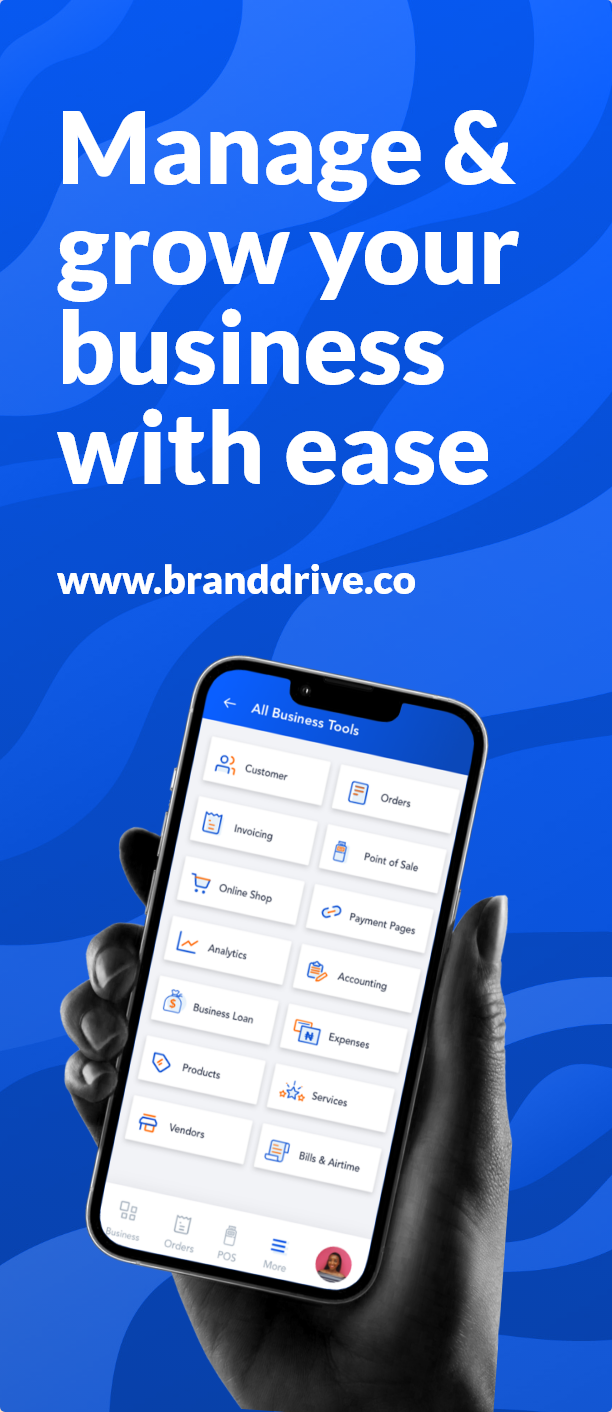 Manage &
grow your
business
with ease
www.branddrive.co
All Business Tools
Customer
Orders
Invoicing
Point of Sale
Online Shop
Payment Pages
Analytics
Accounting
Business Loan
Expenses
Products
Services
Vendors
Bills & Airtime
Business
Orders
POS
More